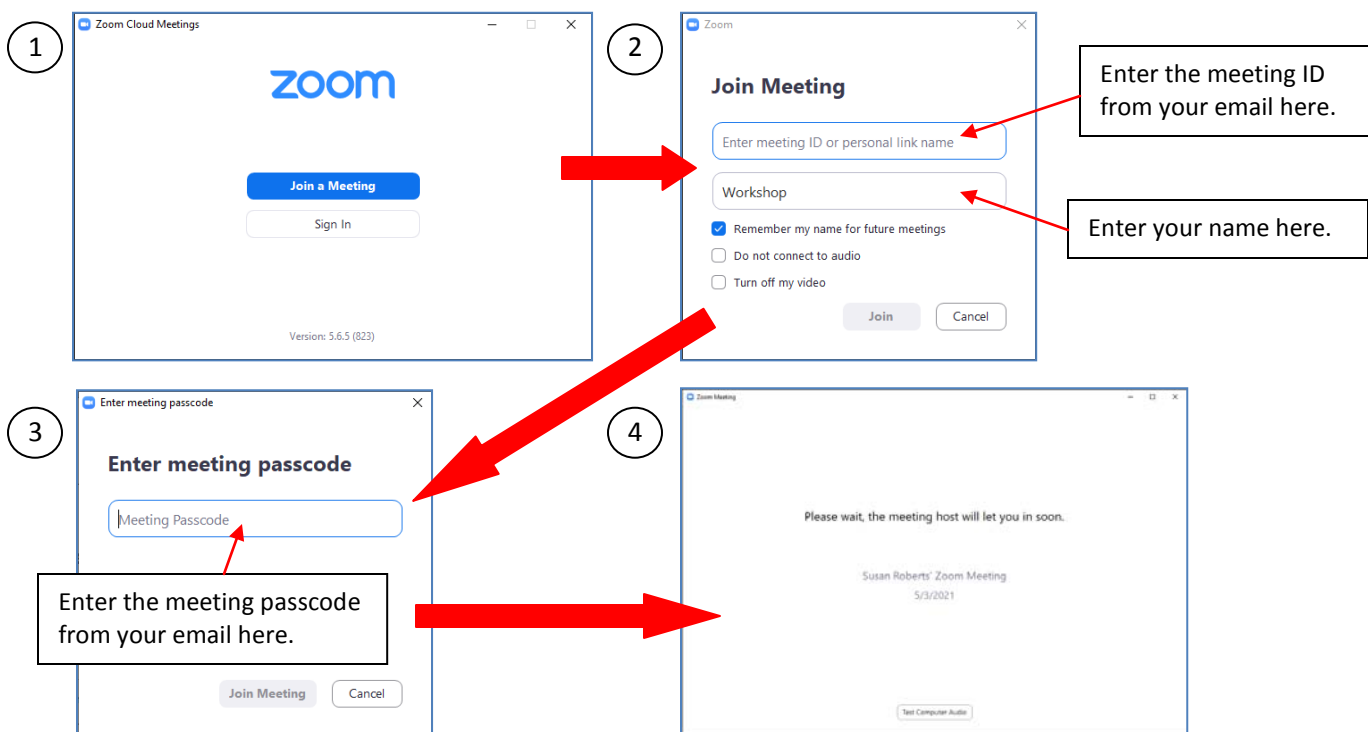 1
Zoom Cloud Meetings
zoom
Join a Meeting
Sign In
Version: 5.6.5 (823)
2
Zoom
Join Meeting
Enter meeting ID or personal link name
Workshop
Remember my name for future meetings
Do not connect to audio
Turn off my video
Join
Cancel
Enter the meeting ID
from your email here.
Enter your name here.
3
Enter meeting passcode
Enter meeting passcode
Meeting Passcode
Enter the meeting passcode
from your email here.
Join Meeting
Cancel
4
Zoom Meeting
Please wait, the meeting host will let you in soon.
Susan Roberts' Zoom Meeting
5/3/2021
Test Computer Audio